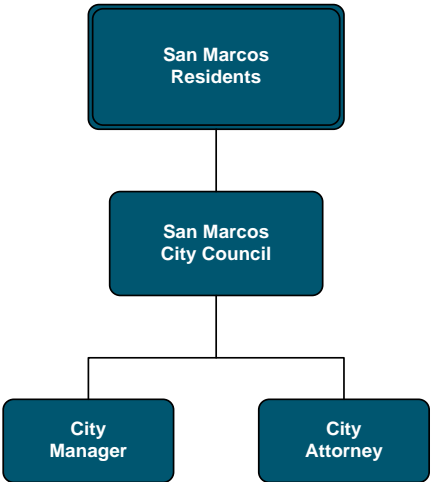 San Marcos
Residents
San Marcos
City Council
City
Manager
City
Attorney